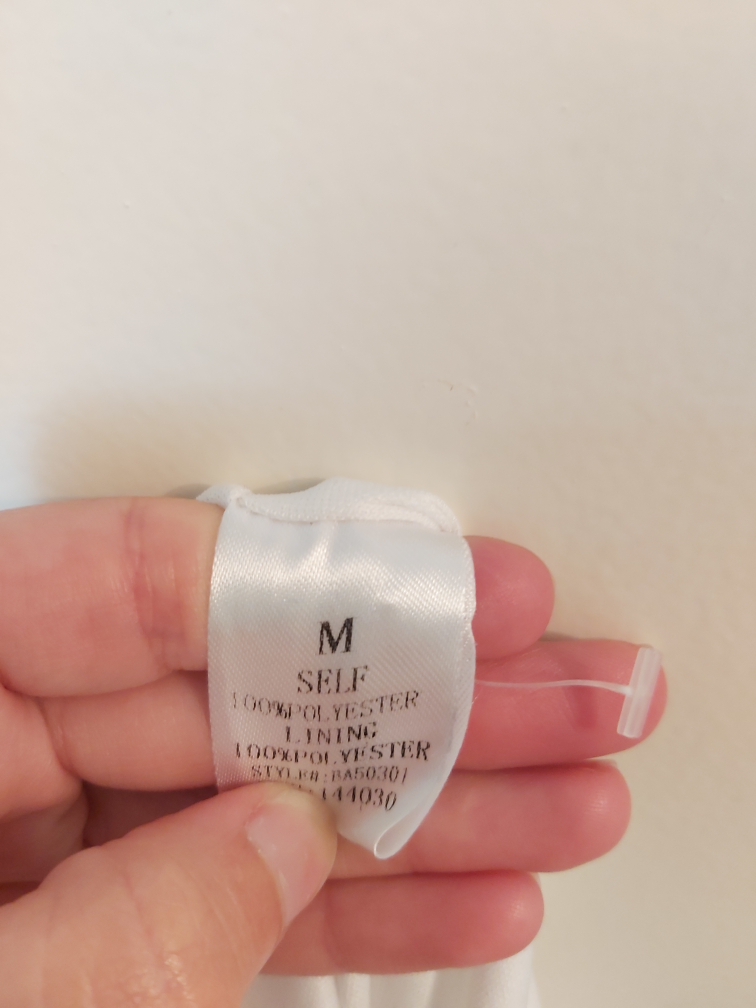 M
SELF
100%POLYESTER
LINING
100%POLYESTER
STYLE#:BA50301
144030